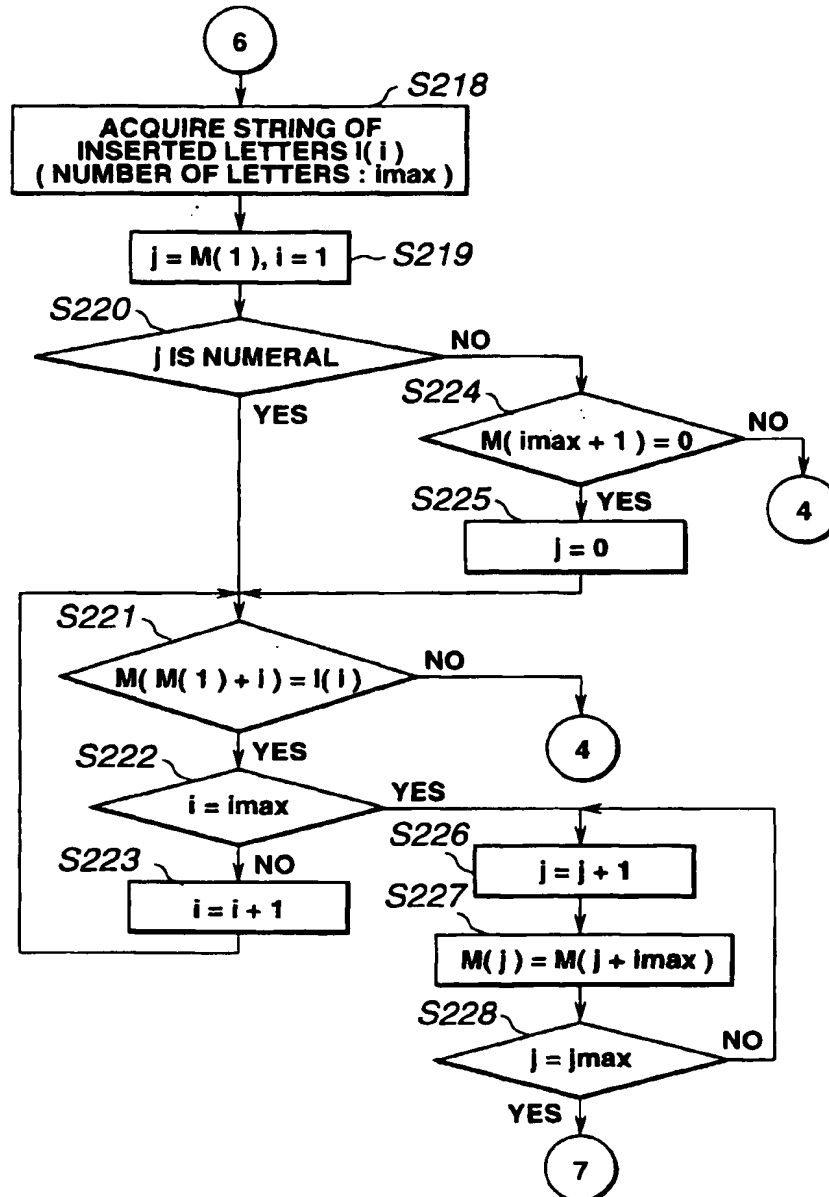 6
S218
ACQUIRE STRING OF
INSERTED LETTERS I( i )
( NUMBER OF LETTERS : imax )
j = M( 1 ), i = 1
S219
S220
j IS NUMERAL
NO
YES
S224
M( imax + 1 ) = 0
NO
4
YES
S225
j = 0
S221
M( M( 1 ) + i ) = I( i )
NO
4
YES
S222
i = imax
YES
NO
S223
i = i + 1
S226
j = j + 1
S227
M( j ) = M( j + imax )
S228
j = jmax
NO
YES
7